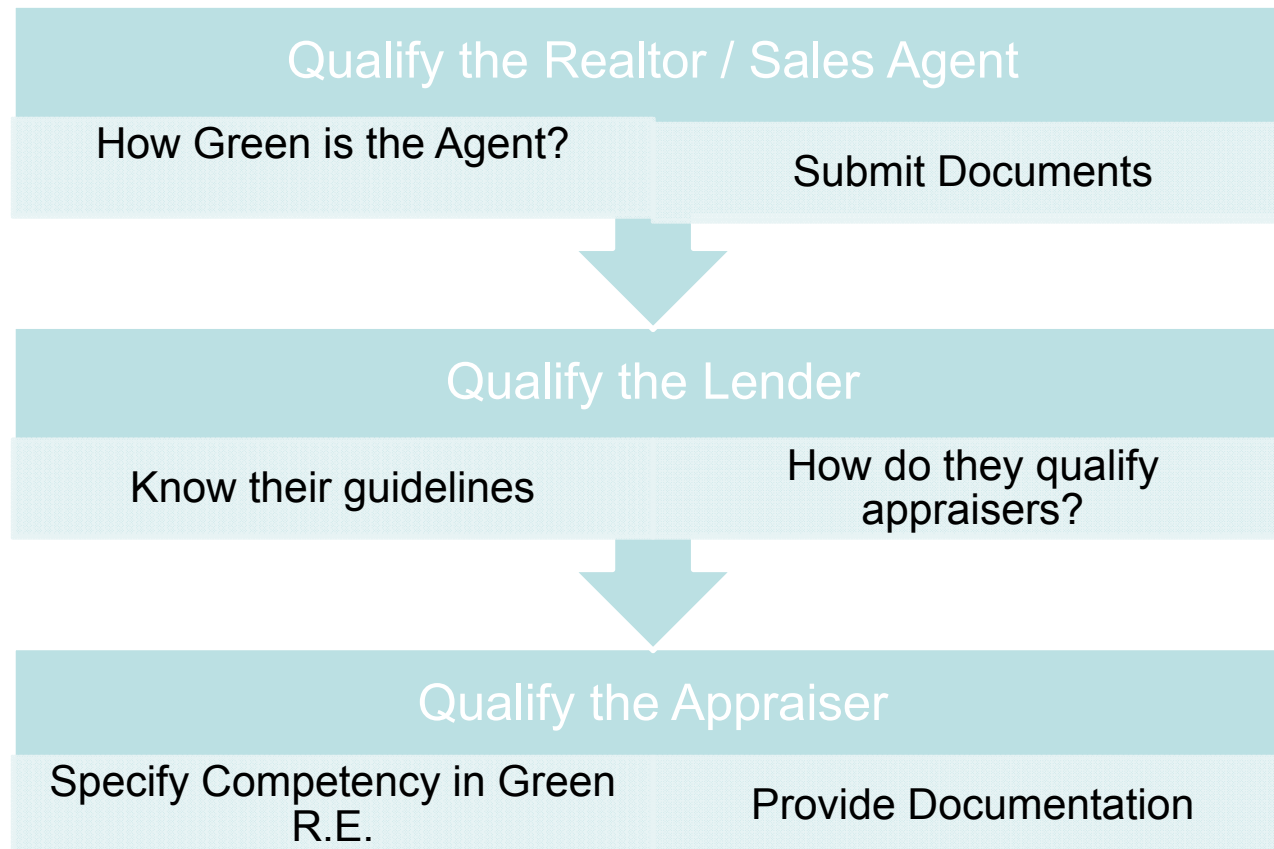 Qualify the Realtor / Sales Agent
How Green is the Agent?
Submit Documents
Qualify the Lender
Know their guidelines
How do they qualify
appraisers?
Qualify the Appraiser
Specify Competency in Green
R.E.
Provide Documentation